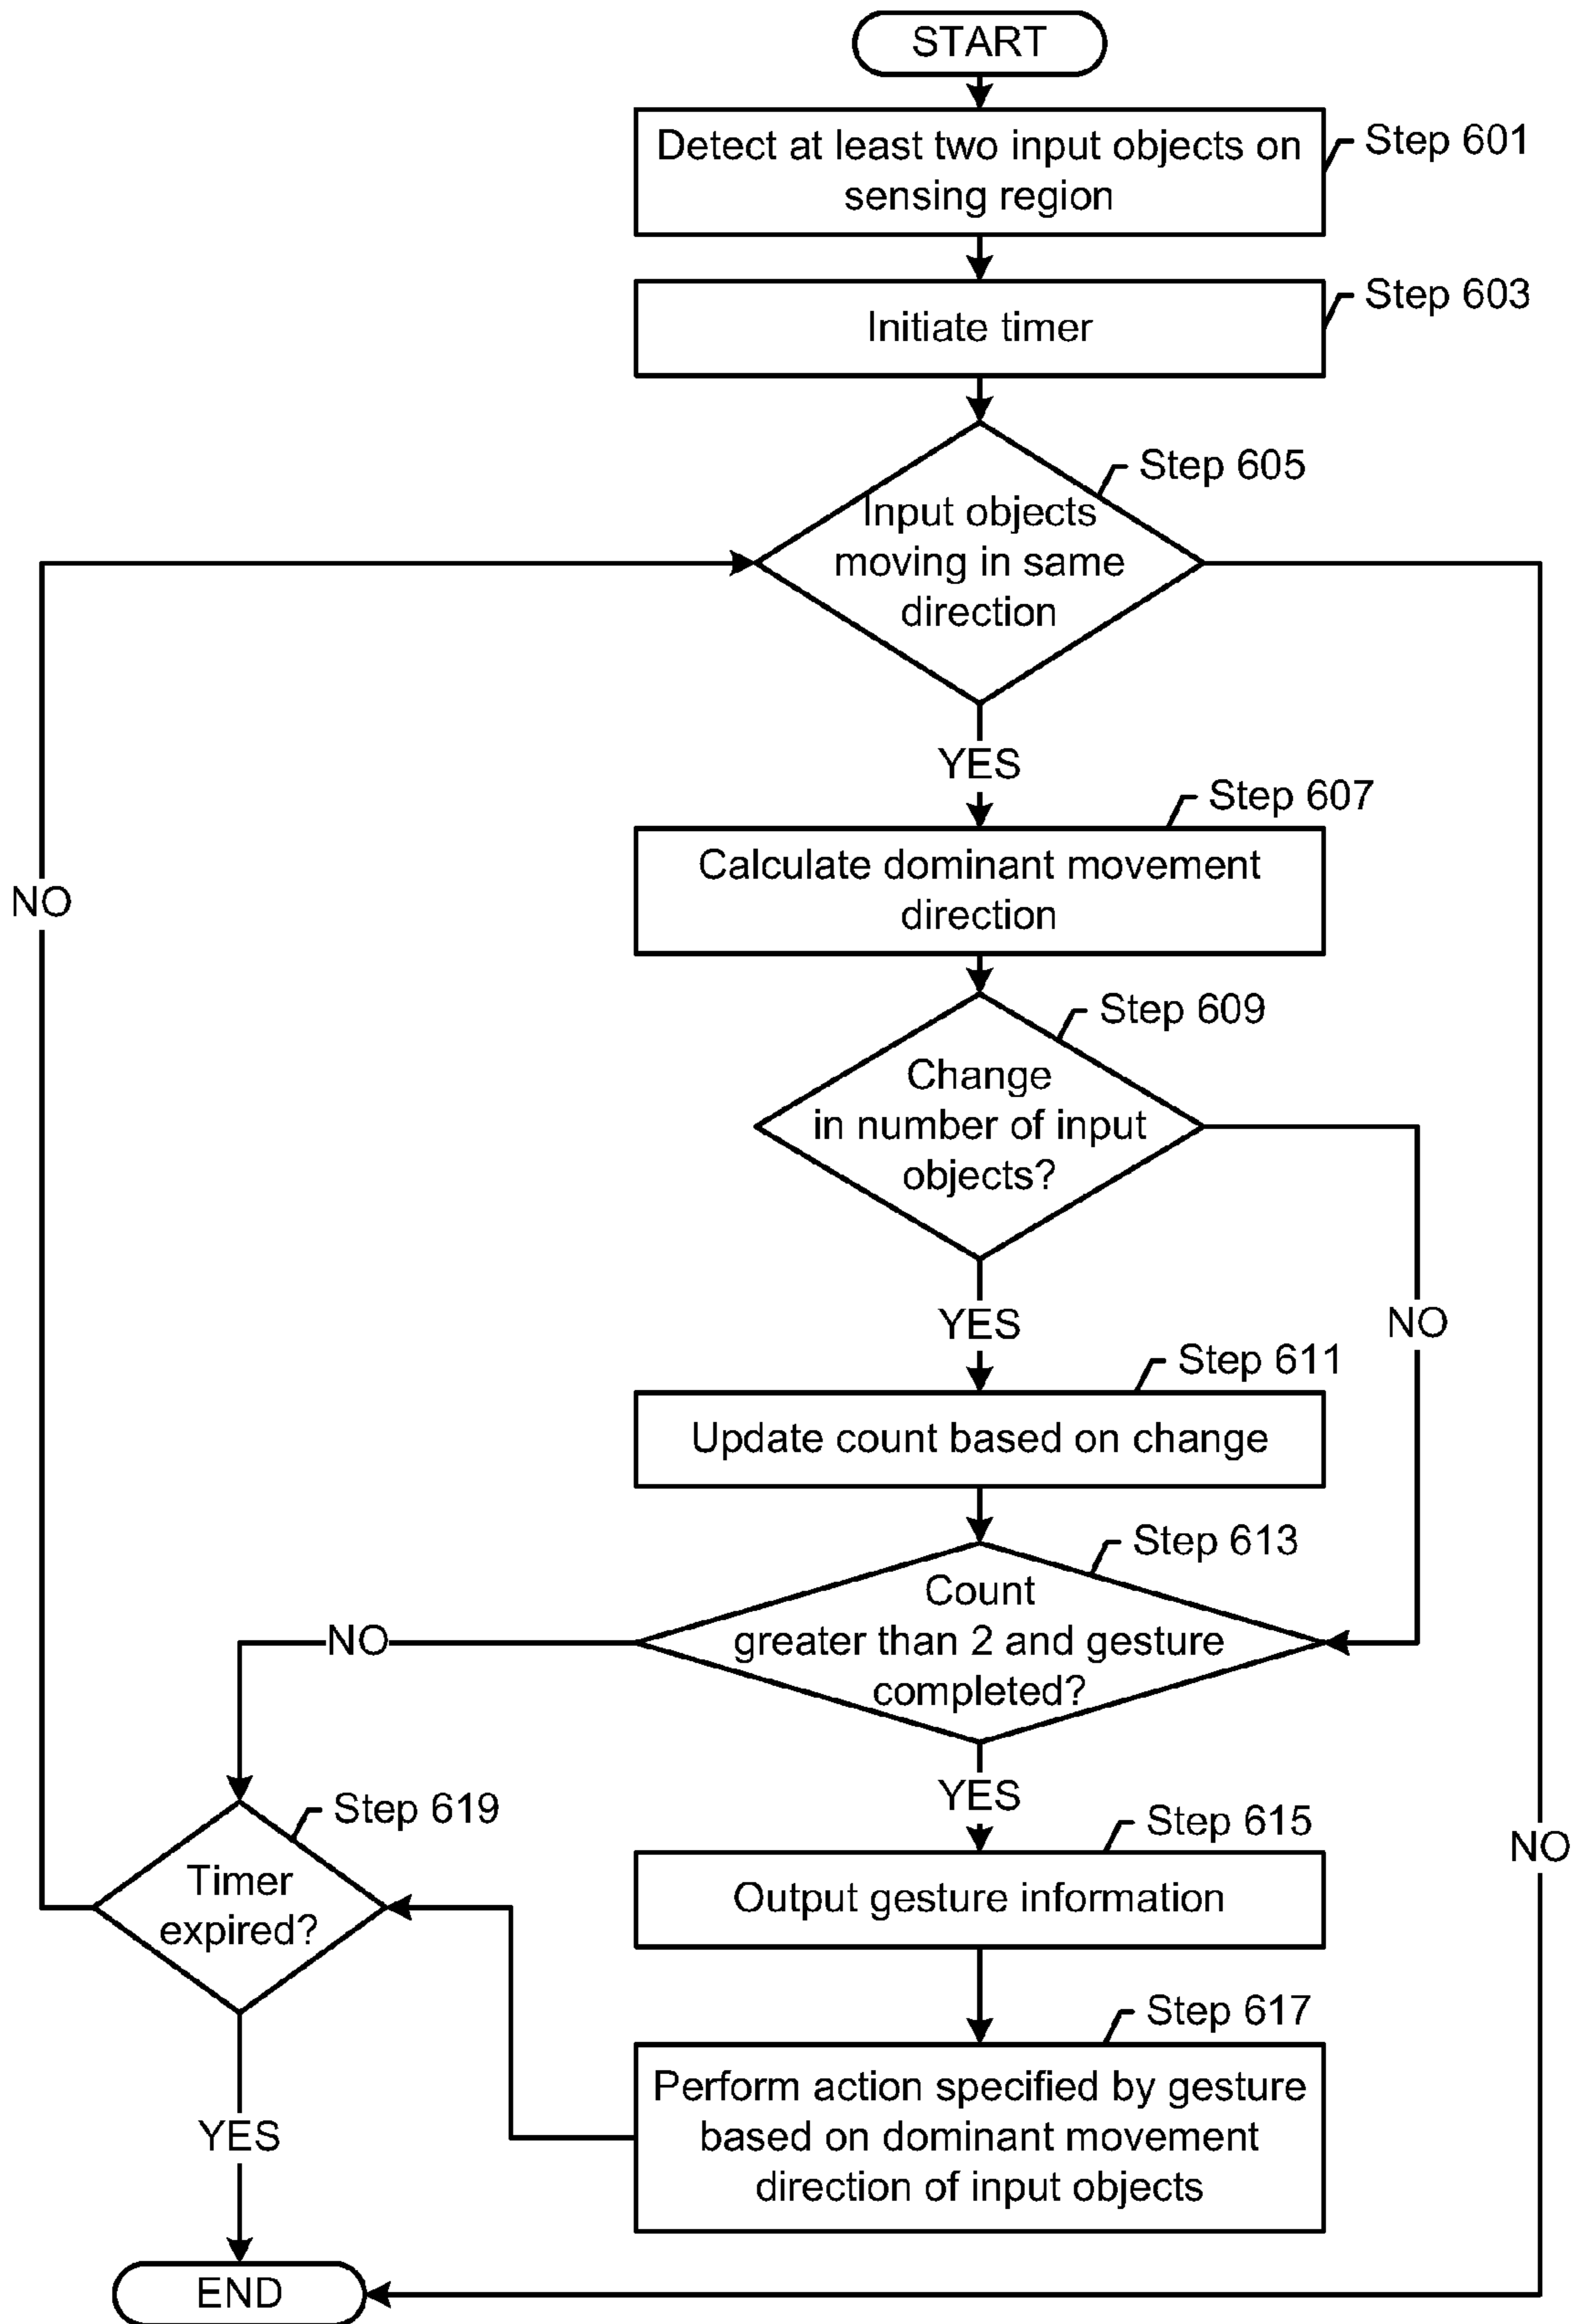 START
Detect at least two input objects on
sensing region
Step 601
Initiate timer
Step 603
Step 605
Input objects
moving in same
direction
YES
Step 607
Calculate dominant movement
direction
NO
Step 609
Change
in number of input
objects?
YES
NO
Step 611
Update count based on change
Step 613
Count
greater than 2 and gesture
completed?
NO
YES
Step 619
Timer
expired?
Step 615
Output gesture information
NO
Step 617
Perform action specified by gesture
based on dominant movement
direction of input objects
YES
END